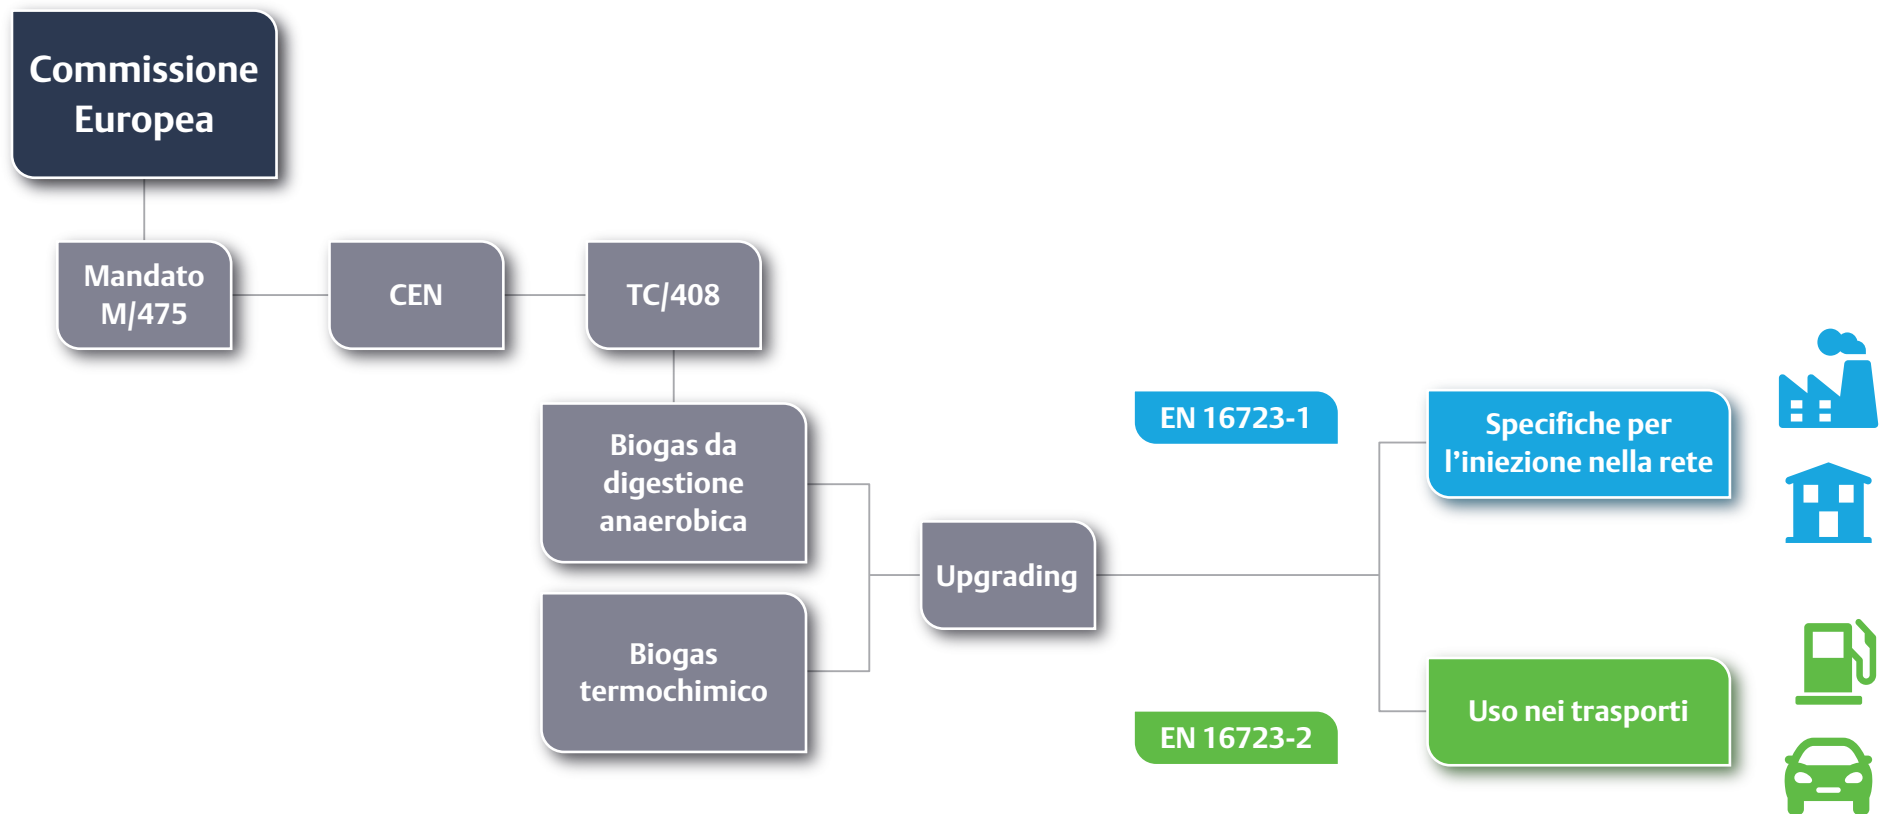 Commissione
Europea
Mandato
M/475
CEN
TC/408
Biogas da
digestione
anaerobica
Biogas
termochimico
Upgrading
EN 16723-1
Specifiche per
l’iniezione nella rete
EN 16723-2
Uso nei trasporti